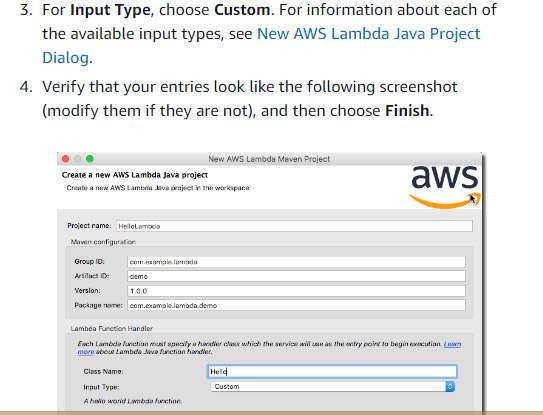 3. For Input Type, choose Custom. For information about each of
the available input types, see New AWS Lambda Java Project
Dialog.
4. Verify that your entries look like the following screenshot
(modify them if they are not), and then choose Finish.
New AWS Lambda Maven Project
Create a new AWS Lambda Java project
Create a new AWS Lambda Java project in the workspace
aws
Project name: HelloLambda
Maven configuration
Group ID: com.example.lambda
Artifact ID: demo
Version: 1.0.0
Package name: com.example.lambda.demo
Lambda Function Handler
Each Lambda function must specify a handler class which the service will use as the entry point to begin execution. Learn
more about Lambda Java function handler.
Class Name: Hello
Input Type: Custom
A hello world Lambda function.